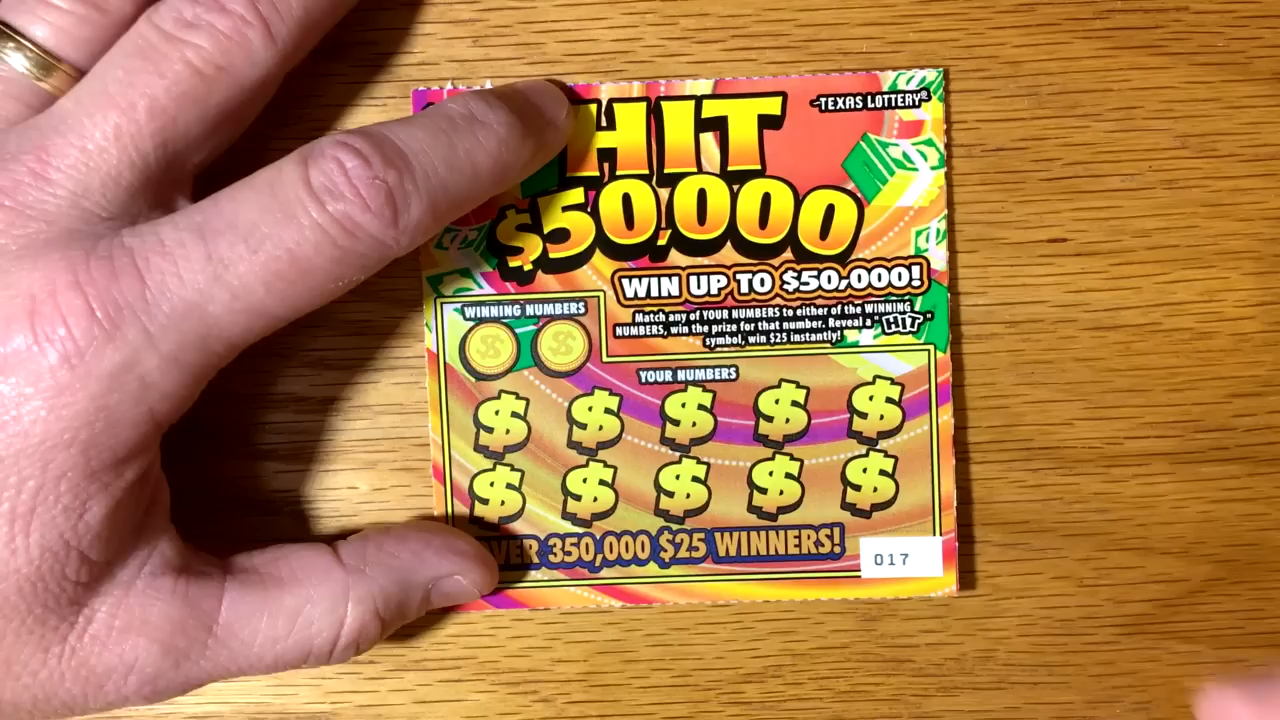 HIT
-TEXAS LOTTERY®
$50,000
WIN UP TO $50,000!
WINNING NUMBERS
Match any of YOUR NUMBERS to either of the WINNING
NUMBERS, win the prize for that number. Reveal a "HIT"
symbol, win $25 instantly!
YOUR NUMBERS
$ $ $ $ $
$ $ $ $ $
350,000 $25 WINNERS!
017